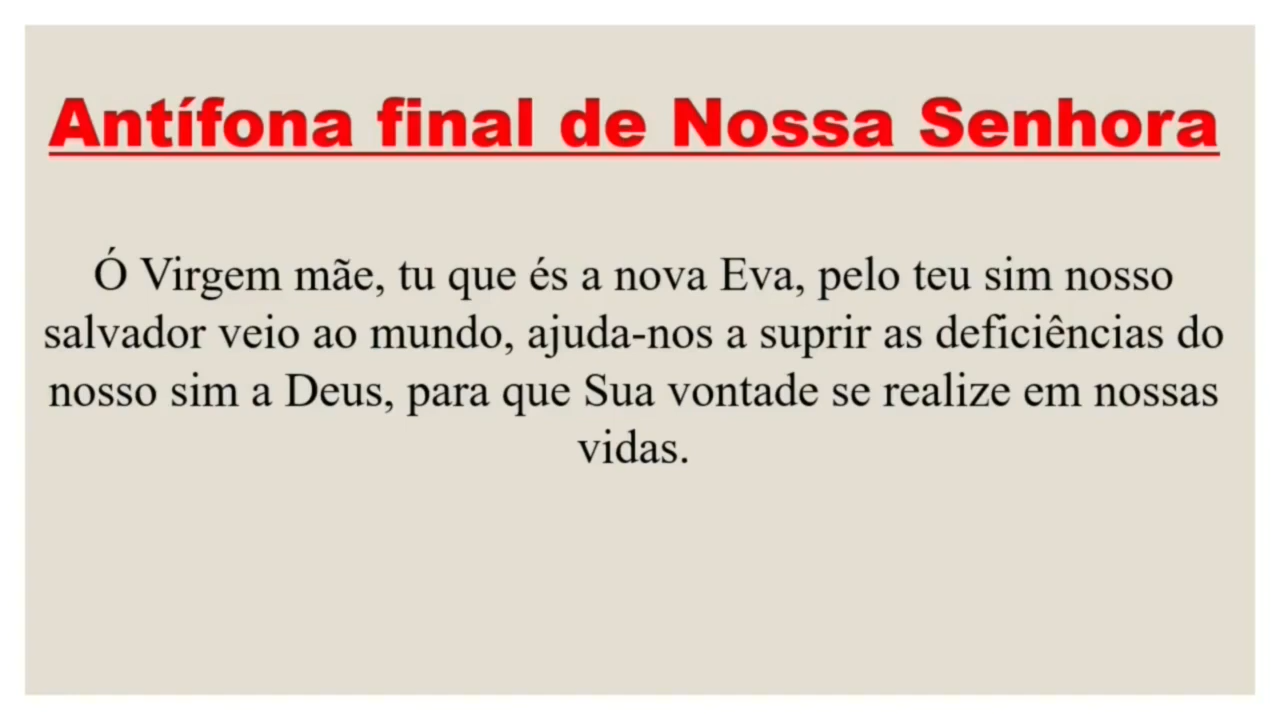 Antífona final de Nossa Senhora
Ó Virgem mãe, tu que és a nova Eva, pelo teu sim nosso
salvador veio ao mundo, ajuda-nos a suprir as deficiências do
nosso sim a Deus, para que Sua vontade se realize em nossas
vidas.